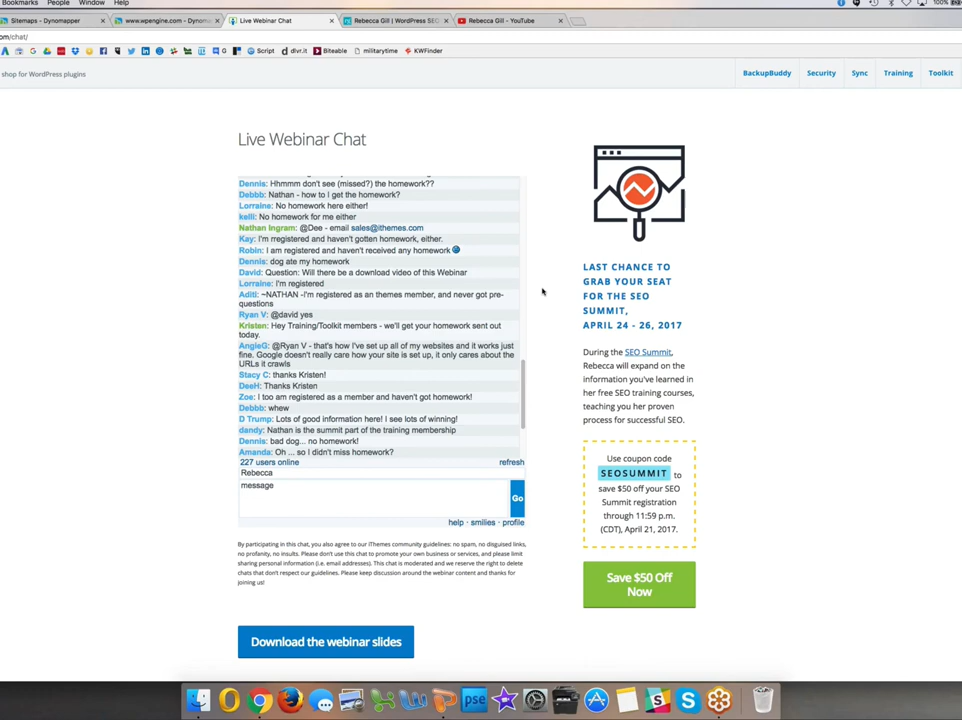 Bookmarks People Window Help
Sitemaps - Dynomapper
www.wpengine.com - Dynom
Live Webinar Chat
Rebecca Gill | WordPress SEO
Rebecca Gill - YouTube
100%
om/chat/
Script dlvr.it Biteable militarytime KWFinder
shop for WordPress plugins
BackupBuddy Security Sync Training Toolkit
Live Webinar Chat
Dennis: Hhmmm don't see (missed?) the homework??
Debbb: Nathan - how to I get the homework?
Lorraine: No homework here either!
kelli: No homework for me either
Nathan Ingram: @Dee - email sales@ithemes.com
Kay: I'm rregistered and haven't gotten homework, either.
Robin: I am registered and haven't received any homework
Dennis: dog ate my homework
David: Question: Will there be a download video of this Webinar
Lorraine: I'm registered
Aditi: ~NATHAN -I'm registered as an themes member, and never got pre-
questions
Ryan V: @david yes
Kristen: Hey Training/Toolkit members - we'll get your homework sent out
today.
AngieG: @Ryan V - that's how I've set up all of my websites and it works just
fine. Google doesn't really care how your site is set up, it only cares about the
URLs it crawls
Stacy C: thanks Kristen!
DeeH: Thanks Kristen
Zoe: I too am registered as a member and haven't got homework!
Debbb: whew
D Trump: Lots of good information here! I see lots of winning!
dandy: Nathan is the summit part of the training membership
Dennis: bad dog... no homework!
Amanda: Oh ... so I didn't miss homework?
227 users online refresh
Rebecca
message
Go
help · smilies · profile
By participating in this chat, you also agree to our iThemes community guidelines: no spam, no disguised links,
no profanity, no insults. Please don't use this chat to promote your own business or services, and please limit
sharing personal information (i.e. email addresses). This chat is moderated and we reserve the right to delete
chats that don't respect our guidelines. Please keep discussion around the webinar content and thanks for
joining us!
Download the webinar slides
LAST CHANCE TO
GRAB YOUR SEAT
FOR THE SEO
SUMMIT,
APRIL 24 - 26, 2017
During the SEO Summit,
Rebecca will expand on the
information you've learned in
her free SEO training courses,
teaching you her proven
process for successful SEO.
Use coupon code
SEOSUMMIT to
save $50 off your SEO
Summit registration
through 11:59 p.m.
(CDT), April 21, 2017.
Save $50 Off
Now
pse